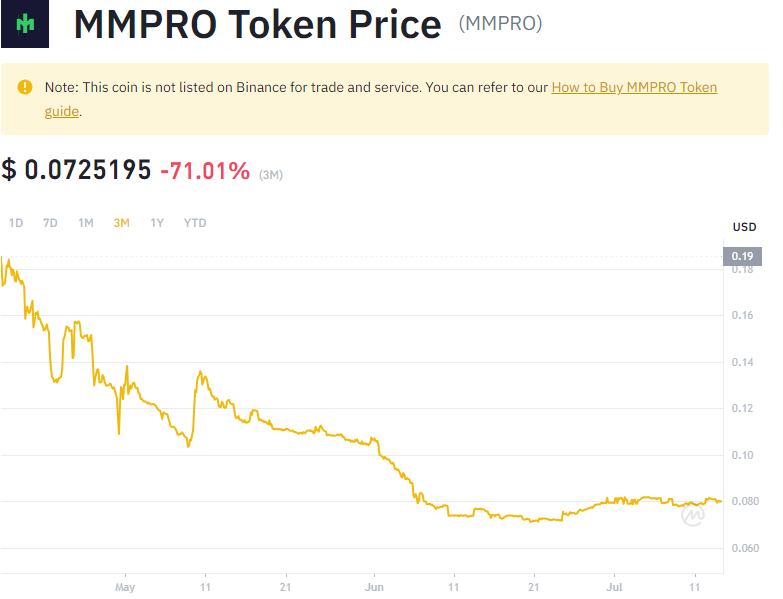 MMPRO Token Price (MMPRO)
Note: This coin is not listed on Binance for trade and service. You can refer to our How to Buy MMPRO Token
guide.
$ 0.0725195 -71.01% (3M)
1D 7D 1M 3M 1Y YTD
USD
0.19
0.18
0.16
0.14
0.12
0.10
0.080
0.060
May 11 21 Jun 11 21 Jul 11